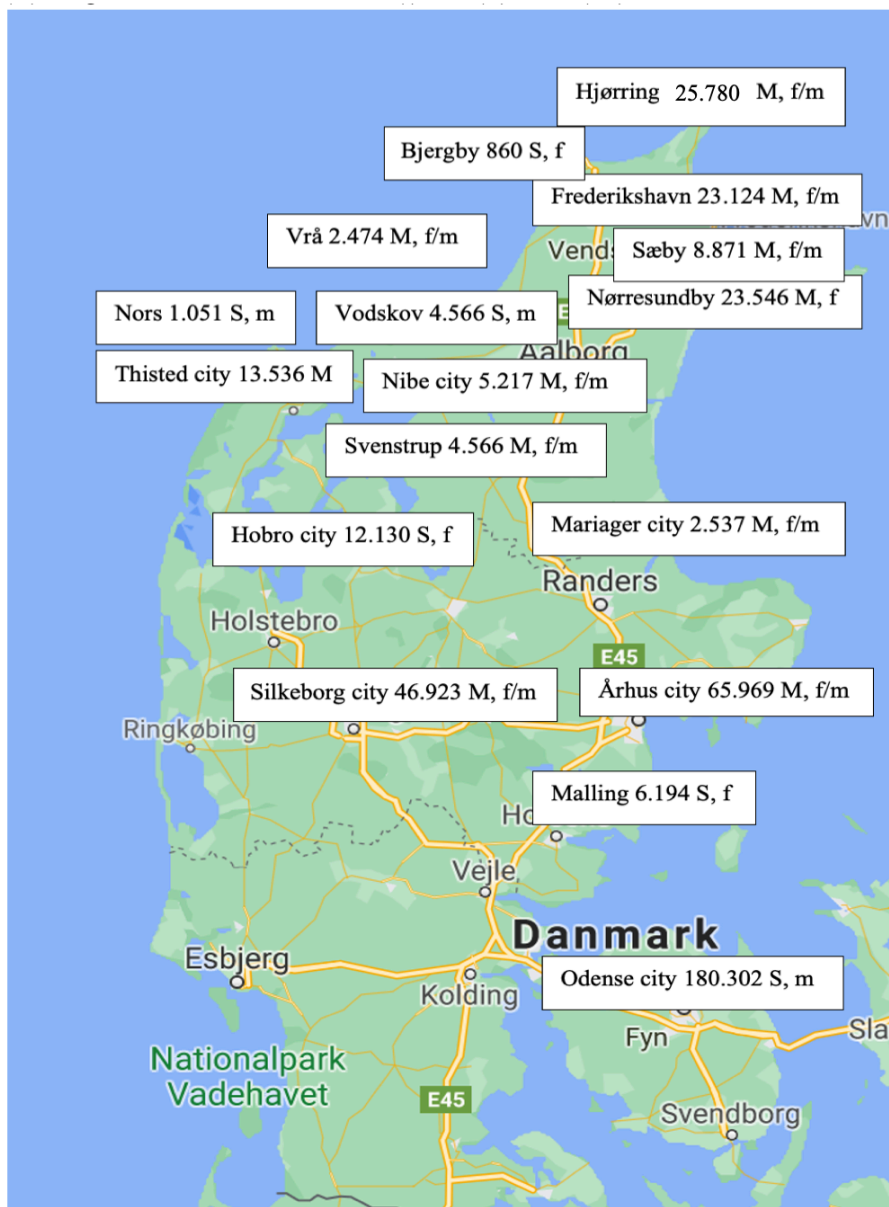 Hjørring 25.780 M, f/m
Bjergby 860 S, f
Frederikshavn 23.124 M, f/m
Vrå 2.474 M, f/m
Vends
Sæby 8.871 M, f/m
Nors 1.051 S, m
Vodskov 4.566 S, m
Nørresundby 23.546 M, f
Aalborg
Thisted city 13.536 M
Nibe city 5.217 M, f/m
Svenstrup 4.566 M, f/m
Hobro city 12.130 S, f
Mariager city 2.537 M, f/m
Randers
Holstebro
E45
Silkeborg city 46.923 M, f/m
Århus city 65.969 M, f/m
Ringkøbing
Malling 6.194 S, f
Ho
Vejle
Danmark
Esbjerg
Odense city 180.302 S, m
Kolding
Fyn
Sla
Nationalpark
Vadehavet
E45
Svendborg